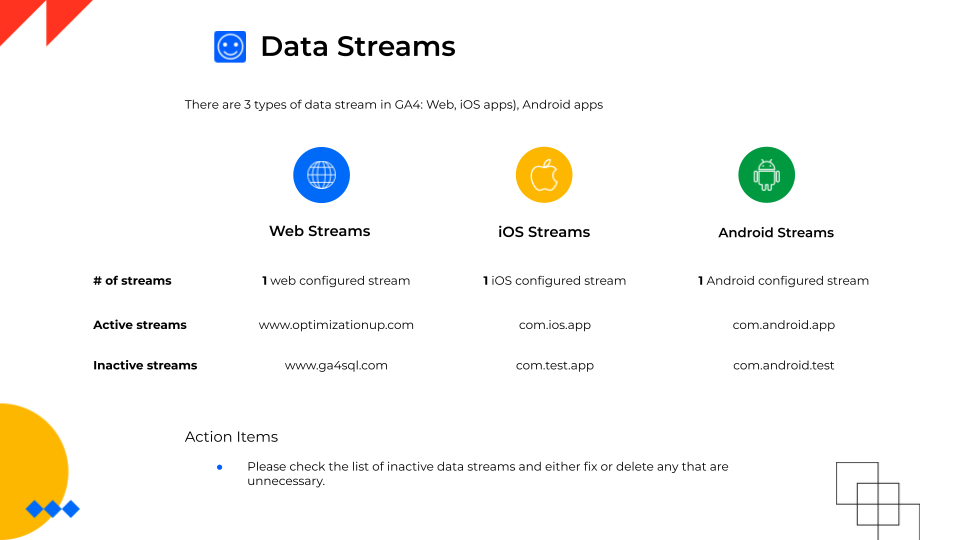 Data Streams
There are 3 types of data stream in GA4: Web, iOS apps), Android apps
Web Streams iOS Streams Android Streams
# of streams 1 web configured stream 1 iOS configured stream 1 Android configured stream
Active streams www.optimizationup.com com.ios.app com.android.app
Inactive streams www.ga4sql.com com.test.app com.android.test
Action Items
● Please check the list of inactive data streams and either fix or delete any that are
unnecessary.